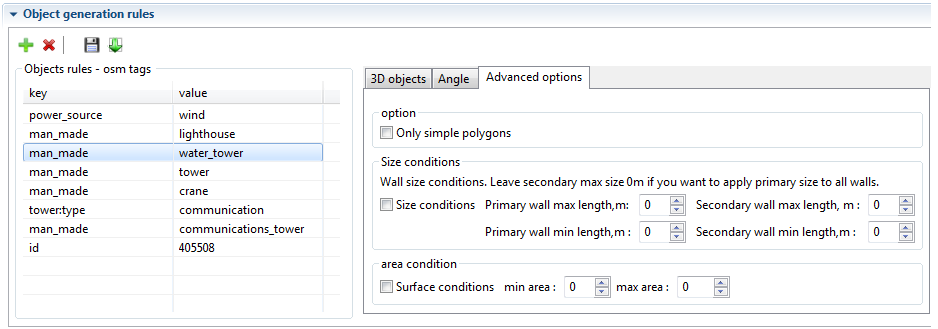 Object generation rules
Objects rules - osm tags
key value
power_source wind
man_made lighthouse
man_made water_tower
man_made tower
man_made crane
tower:type communication
man_made communications_tower
id 405508
3D objects Angle Advanced options
option
Only simple polygons
Size conditions
Wall size conditions. Leave secondary max size 0m if you want to apply primary size to all walls.
Size conditions Primary wall max length,m: 0 Secondary wall max length, m : 0
Primary wall min length,m : 0 Secondary wall min length,m : 0
area condition
Surface conditions min area : 0 max area : 0